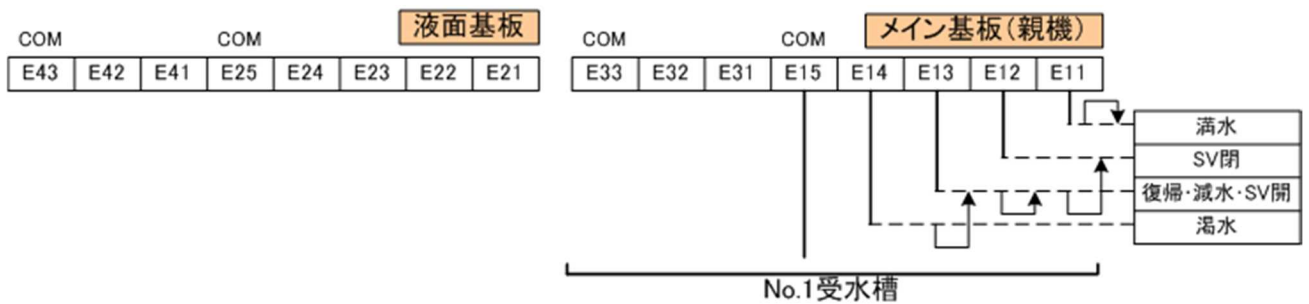 液面基板
COM COM
E43 E42 E41 E25 E24 E23 E22 E21
メイン基板(親機)
COM COM
E33 E32 E31 E15 E14 E13 E12 E11
満水
SV閉
復帰・減水・SV開
渇水
No.1受水槽